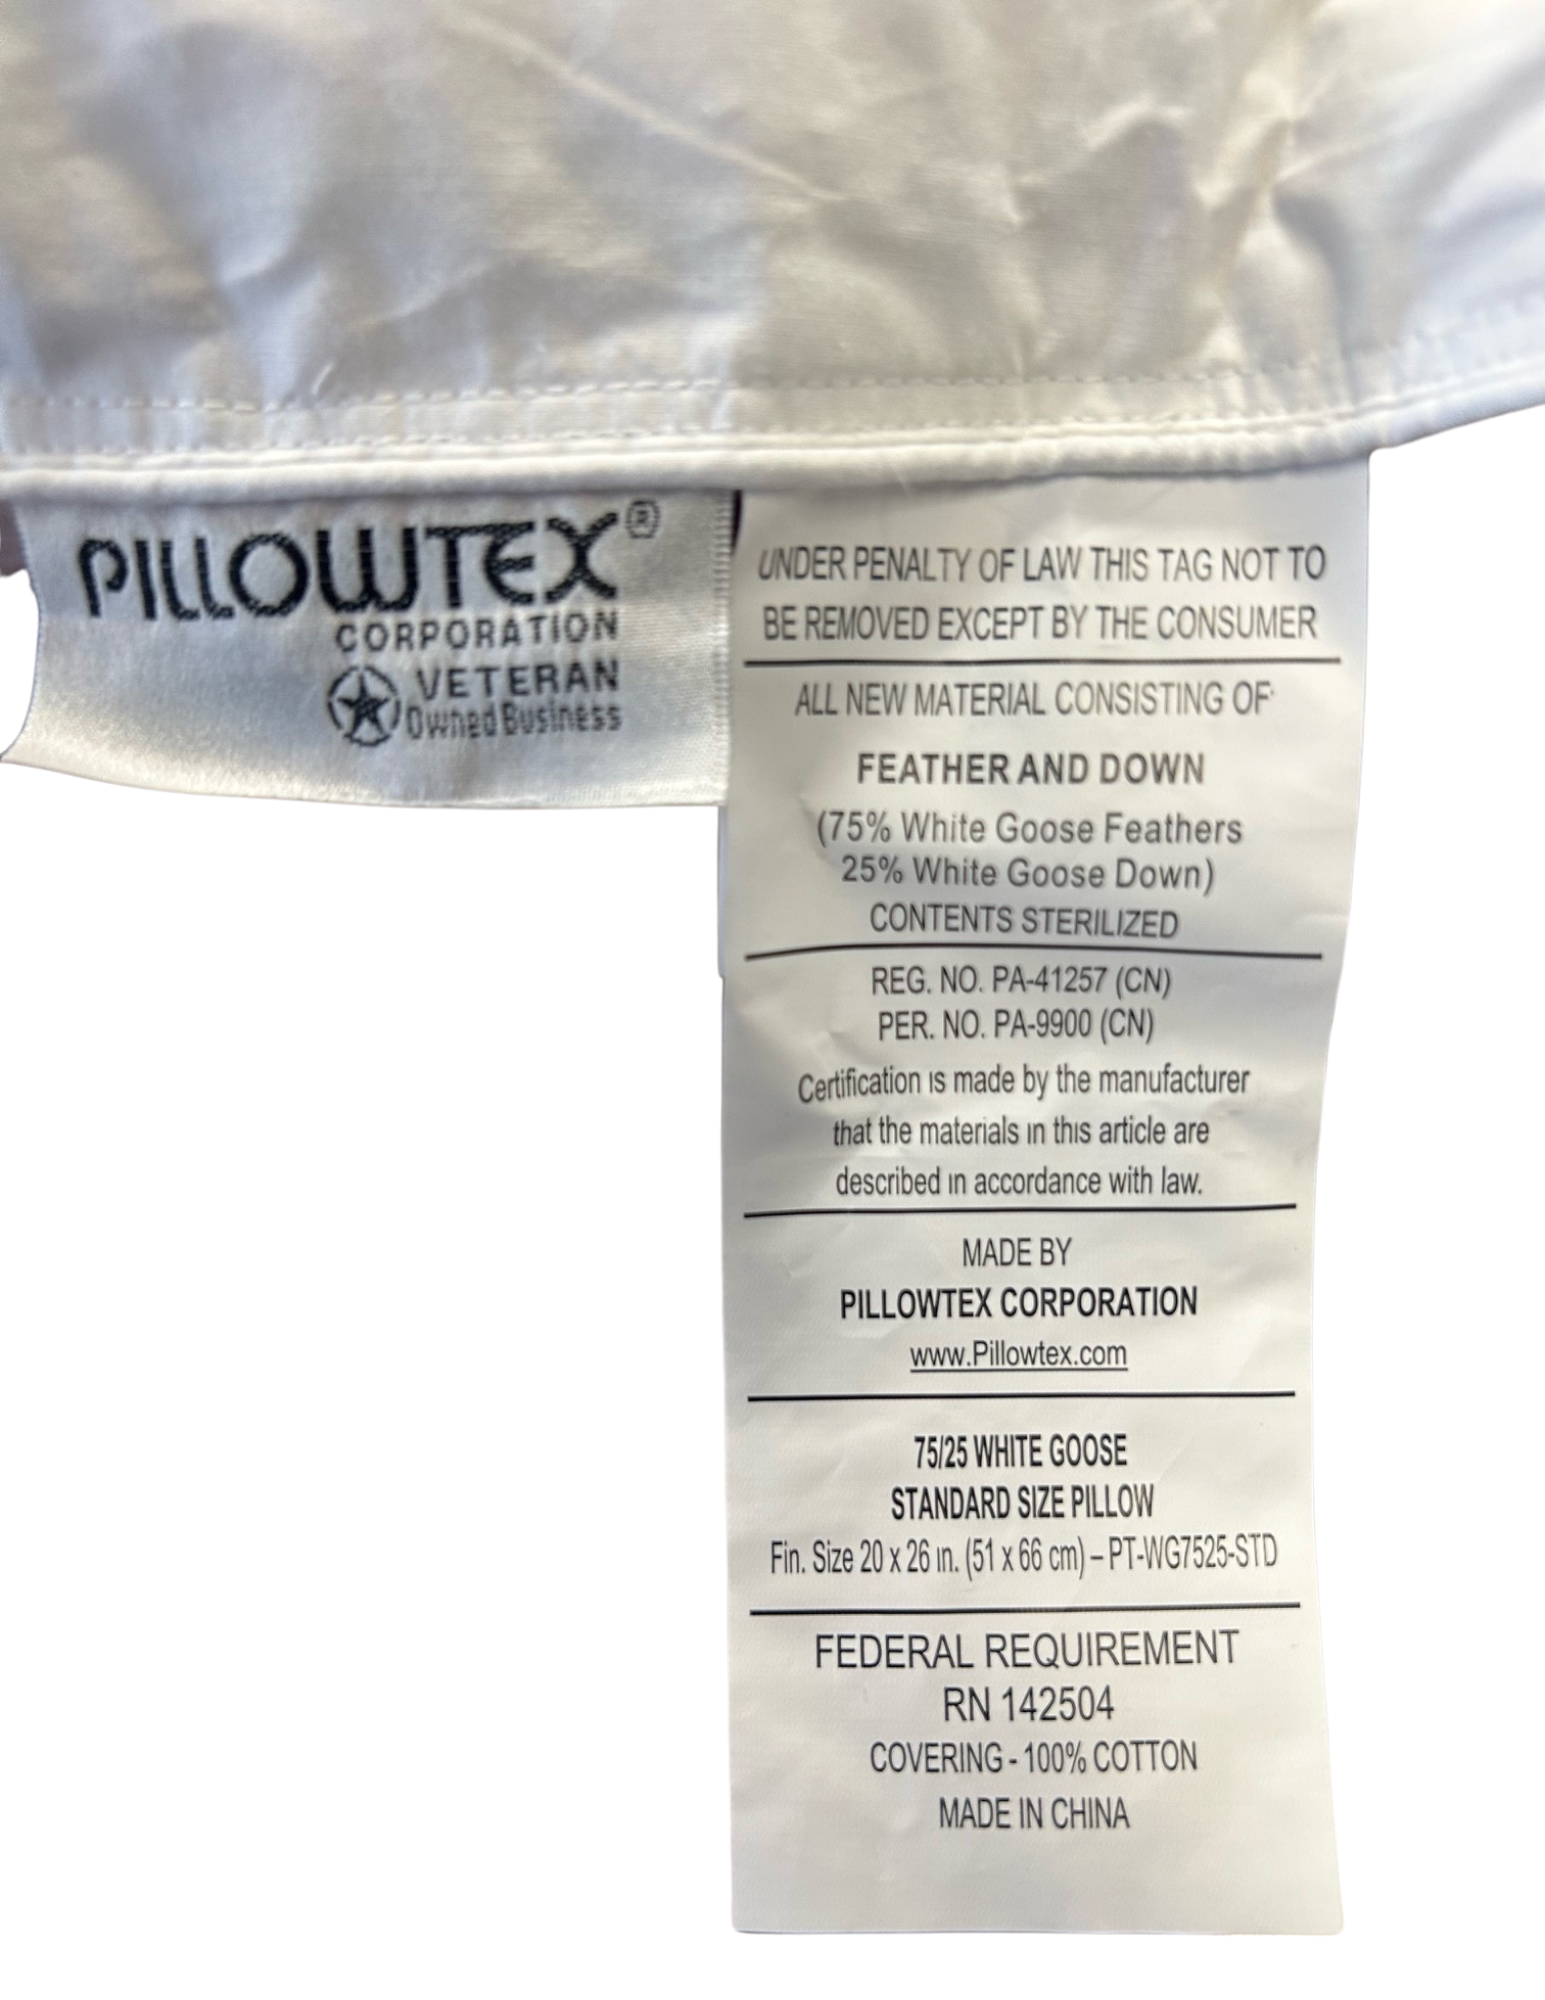 PILLOWTEX®
CORPORATION
VETERAN
Owned Business
UNDER PENALTY OF LAW THIS TAG NOT TO
BE REMOVED EXCEPT BY THE CONSUMER
ALL NEW MATERIAL CONSISTING OF
FEATHER AND DOWN
(75% White Goose Feathers
25% White Goose Down)
CONTENTS STERILIZED
REG. NO. PA-41257 (CN)
PER. NO. PA-9900 (CN)
Certification is made by the manufacturer
that the materials in this article are
described in accordance with law.
MADE BY
PILLOWTEX CORPORATION
www.Pillowtex.com
75/25 WHITE GOOSE
STANDARD SIZE PILLOW
Fin. Size 20 x 26 in. (51 x 66 cm) – PT-WG7525-STD
FEDERAL REQUIREMENT
RN 142504
COVERING - 100% COTTON
MADE IN CHINA